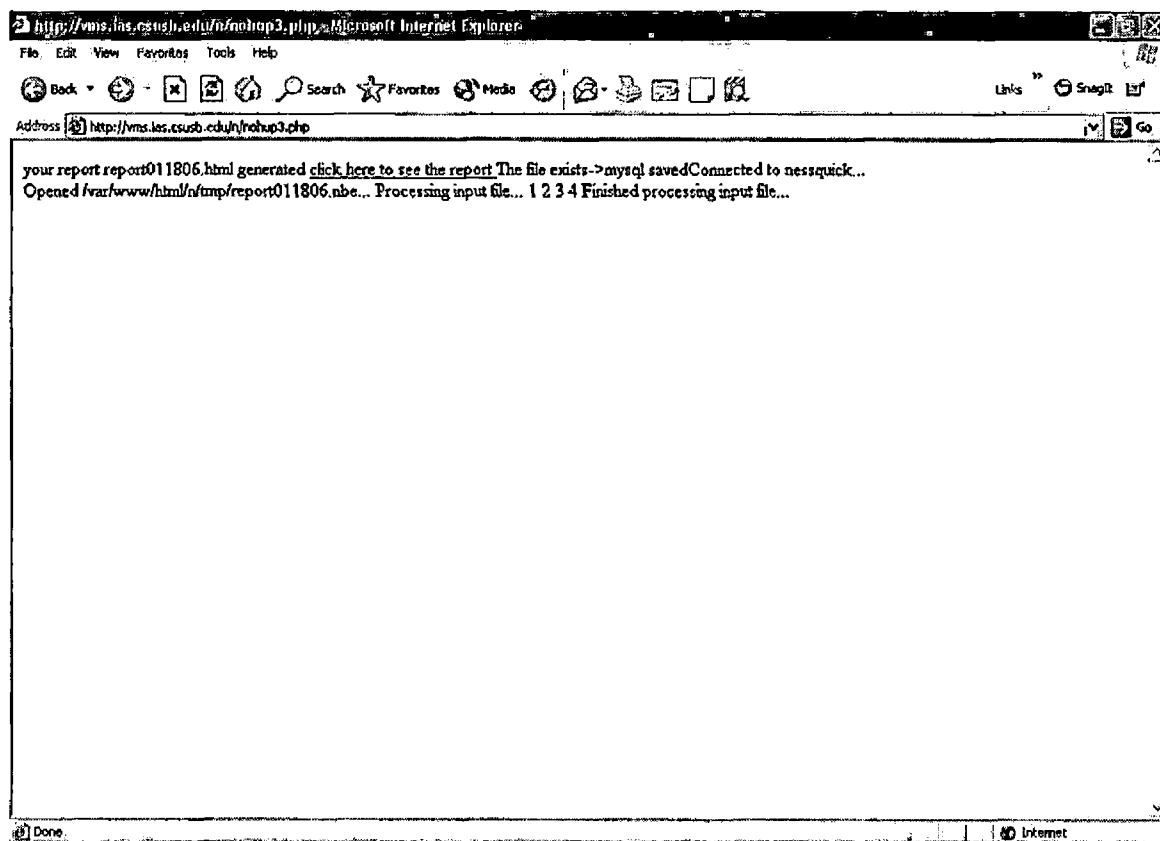 http://vms.ias.csusb.edu/n/nohup3.php - Microsoft Internet Explorer
File Edit View Favorites Tools Help
Back Search Favorites Media Links » SnagIt
Address http://vms.ias.csusb.edu/n/nohup3.php Go
your report report011806.html generated click here to see the report The file exists->mysql savedConnected to nessquick...
Opened /var/www/html/n/tmp/report011806.nbe... Processing input file... 1 2 3 4 Finished processing input file...
Done Internet